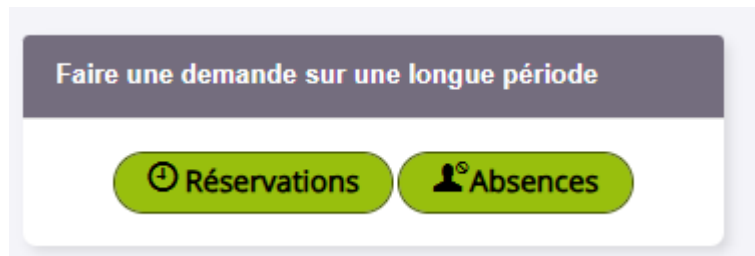 Faire une demande sur une longue période
Réservations
Absences